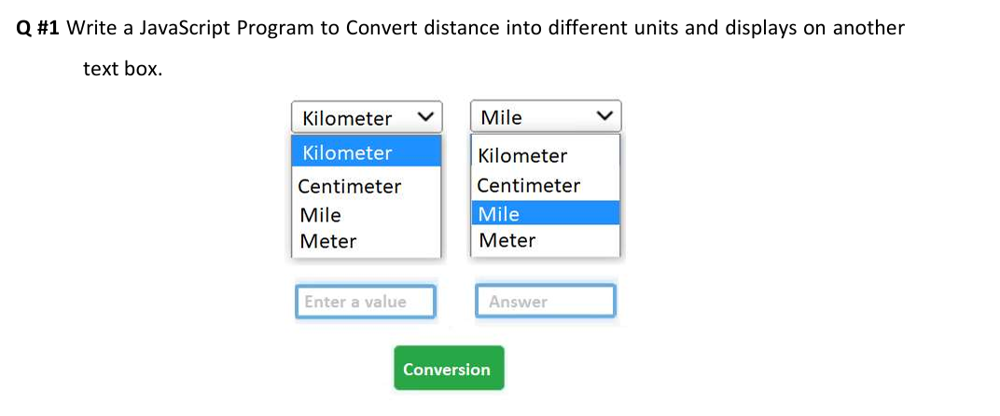 Q #1 Write a JavaScript Program to Convert distance into different units and displays on another
text box.
Kilometer
Mile
Kilometer
Centimeter
Mile
Meter
Kilometer
Centimeter
Mile
Meter
Enter a value
Answer
Conversion